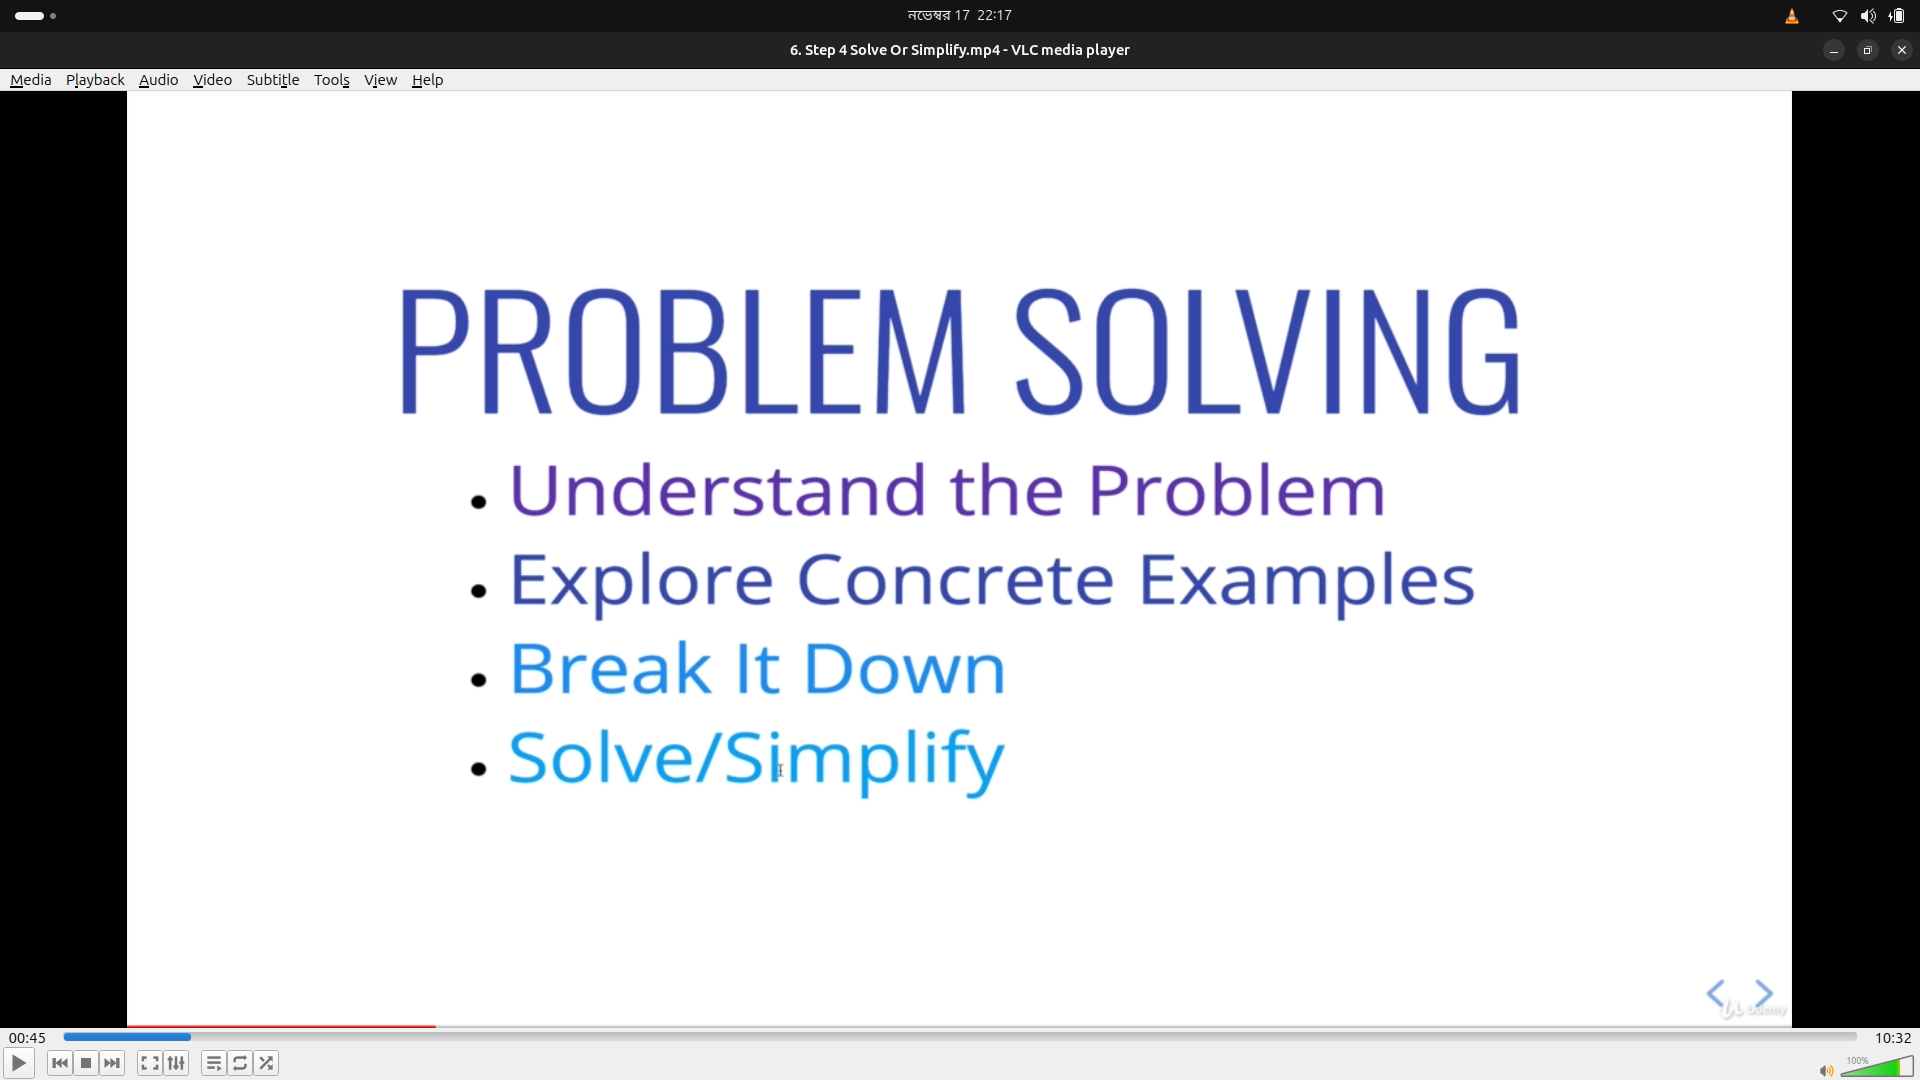 নভেম্বর 17 22:17
6. Step 4 Solve Or Simplify.mp4 - VLC media player
Media Playback Audio Video Subtitle Tools View Help
PROBLEM SOLVING
• Understand the Problem
• Explore Concrete Examples
• Break It Down
• Solve/Simplify
Udemy
00:45 10:32
100%